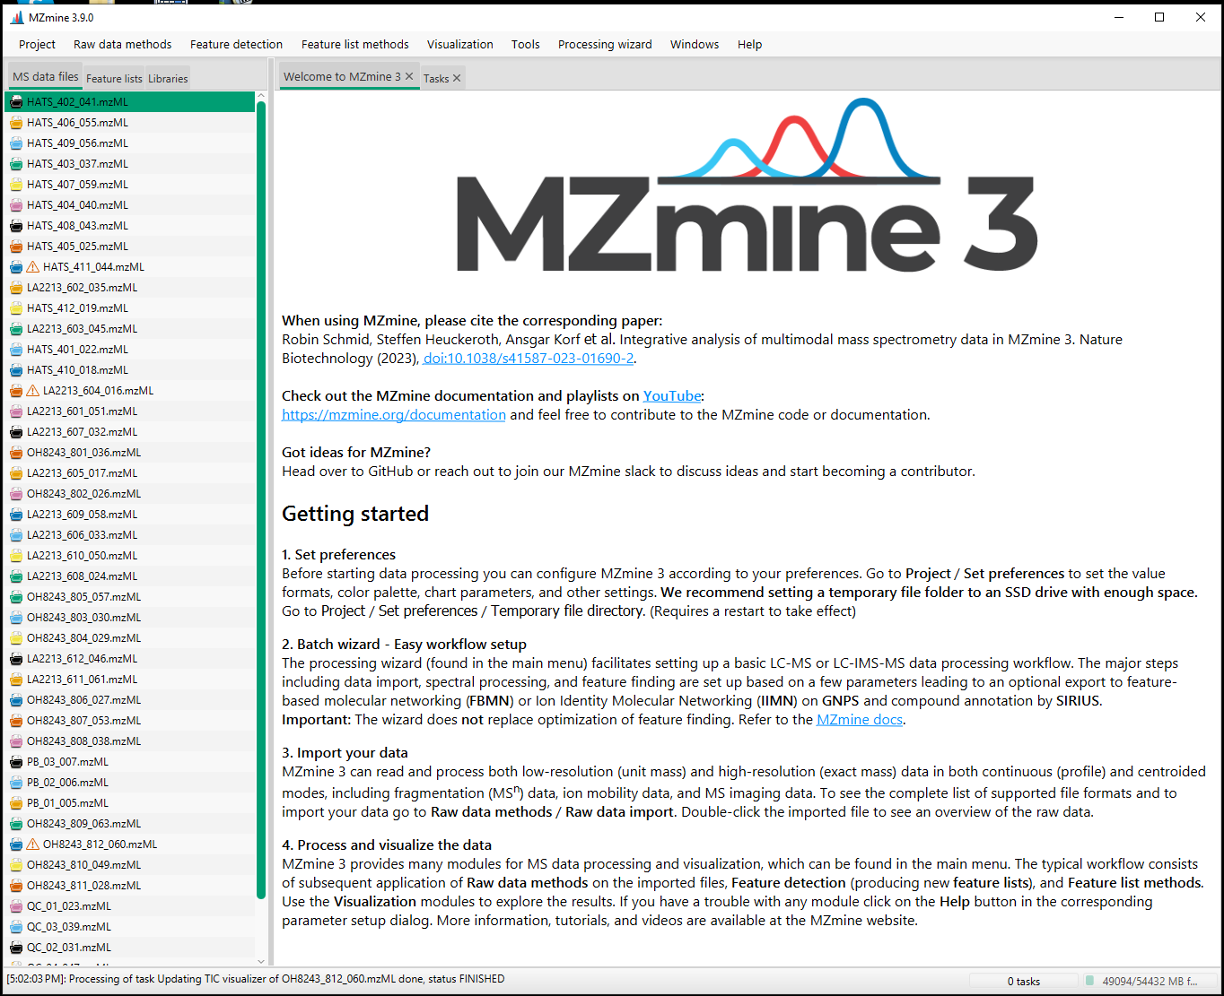 MZmine 3.9.0
Project Raw data methods Feature detection Feature list methods Visualization Tools Processing wizard Windows Help
MS data files Feature lists Libraries
Welcome to MZmine 3 Tasks
HATS_402_041.mzML
HATS_406_055.mzML
HATS_409_056.mzML
HATS_403_037.mzML
HATS_407_059.mzML
HATS_404_040.mzML
HATS_408_043.mzML
HATS_405_025.mzML
HATS_411_044.mzML
LA2213_602_035.mzML
HATS_412_019.mzML
LA2213_603_045.mzML
HATS_401_022.mzML
HATS_410_018.mzML
LA2213_604_016.mzML
LA2213_601_051.mzML
LA2213_607_032.mzML
OH8243_801_036.mzML
LA2213_605_017.mzML
OH8243_802_026.mzML
LA2213_609_058.mzML
LA2213_606_033.mzML
LA2213_610_050.mzML
LA2213_608_024.mzML
OH8243_805_057.mzML
OH8243_803_030.mzML
OH8243_804_029.mzML
LA2213_612_046.mzML
LA2213_611_061.mzML
OH8243_806_027.mzML
OH8243_807_053.mzML
OH8243_808_038.mzML
PB_03_007.mzML
PB_02_006.mzML
PB_01_005.mzML
OH8243_809_063.mzML
OH8243_812_060.mzML
OH8243_810_049.mzML
OH8243_811_028.mzML
QC_01_023.mzML
QC_03_039.mzML
QC_02_031.mzML
MZmine 3
When using MZmine, please cite the corresponding paper:
Robin Schmid, Steffen Heuckeroth, Ansgar Korf et al. Integrative analysis of multimodal mass spectrometry data in MZmine 3. Nature
Biotechnology (2023), doi:10.1038/s41587-023-01690-2.
Check out the MZmine documentation and playlists on YouTube:
https://mzmine.org/documentation and feel free to contribute to the MZmine code or documentation.
Got ideas for MZmine?
Head over to GitHub or reach out to join our MZmine slack to discuss ideas and start becoming a contributor.
Getting started
1. Set preferences
Before starting data processing you can configure MZmine 3 according to your preferences. Go to Project / Set preferences to set the value
formats, color palette, chart parameters, and other settings. We recommend setting a temporary file folder to an SSD drive with enough space.
Go to Project / Set preferences / Temporary file directory. (Requires a restart to take effect)
2. Batch wizard - Easy workflow setup
The processing wizard (found in the main menu) facilitates setting up a basic LC-MS or LC-IMS-MS data processing workflow. The major steps
including data import, spectral processing, and feature finding are set up based on a few parameters leading to an optional export to feature-
based molecular networking (FBMN) or Ion Identity Molecular Networking (IIMN) on GNPS and compound annotation by SIRIUS.
Important: The wizard does not replace optimization of feature finding. Refer to the MZmine docs.
3. Import your data
MZmine 3 can read and process both low-resolution (unit mass) and high-resolution (exact mass) data in both continuous (profile) and centroided
modes, including fragmentation (MSⁿ) data, ion mobility data, and MS imaging data. To see the complete list of supported file formats and to
import your data go to Raw data methods / Raw data import. Double-click the imported file to see an overview of the raw data.
4. Process and visualize the data
MZmine 3 provides many modules for MS data processing and visualization, which can be found in the main menu. The typical workflow consists
of subsequent application of Raw data methods on the imported files, Feature detection (producing new feature lists), and Feature list methods.
Use the Visualization modules to explore the results. If you have a trouble with any module click on the Help button in the corresponding
parameter setup dialog. More information, tutorials, and videos are available at the MZmine website.
[5:02:03 PM]: Processing of task Updating TIC visualizer of OH8243_812_060.mzML done, status FINISHED
0 tasks
49094/54432 MB f...